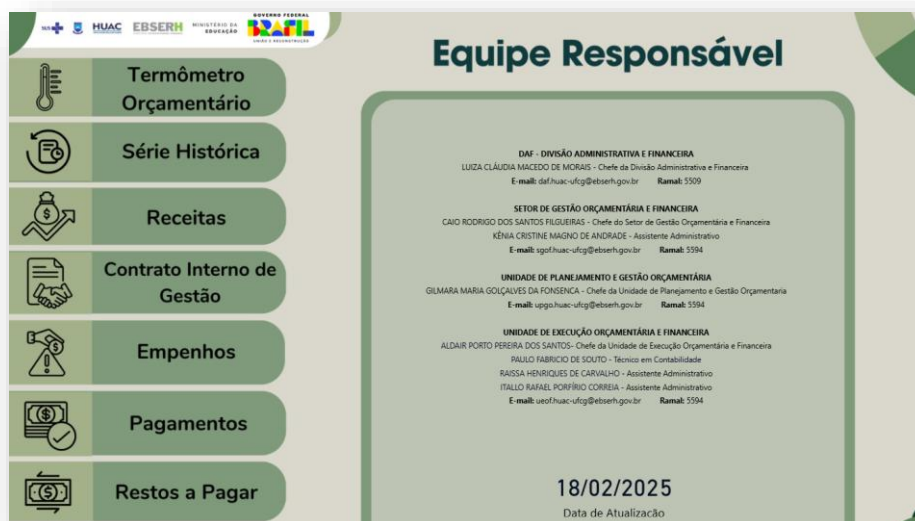 SUS
HUAC
EBSERH
MINISTÉRIO DA
EDUCAÇÃO
GOVERNO FEDERAL
BRASIL
UNIÃO E RECONSTRUÇÃO
Termômetro
Orçamentário
Série Histórica
Receitas
Contrato Interno de
Gestão
Empenhos
Pagamentos
Restos a Pagar
Equipe Responsável
DAF - DIVISÃO ADMINISTRATIVA E FINANCEIRA
LUIZA CLÁUDIA MACEDO DE MORAIS - Chefe da Divisão Administrativa e Financeira
E-mail: daf.huac-ufcg@ebserh.gov.br Ramal: 5509
SETOR DE GESTÃO ORÇAMENTÁRIA E FINANCEIRA
CAIO RODRIGO DOS SANTOS FILGUEIRAS - Chefe do Setor de Gestão Orçamentária e Financeira
KÊNIA CRISTINE MAGNO DE ANDRADE - Assistente Administrativo
E-mail: sgof.huac-ufcg@ebserh.gov.br Ramal: 5594
UNIDADE DE PLANEJAMENTO E GESTÃO ORÇAMENTÁRIA
GILMARA MARIA GOLÇALVES DA FONSENCA - Chefe da Unidade de Planejamento e Gestão Orçamentaria
E-mail: upgo.huac-ufcg@ebserh.gov.br Ramal: 5594
UNIDADE DE EXECUÇÃO ORÇAMENTÁRIA E FINANCEIRA
ALDAIR PORTO PEREIRA DOS SANTOS- Chefe da Unidade de Execução Orçamentária e Financeira
PAULO FABRICIO DE SOUTO - Técnico em Contabilidade
RAISSA HENRIQUES DE CARVALHO - Assistente Administrativo
ITALLO RAFAEL PORFÍRIO CORREIA - Assistente Administrativo
E-mail: ueof.huac-ufcg@ebserh.gov.br Ramal: 5594
18/02/2025
Data de Atualização